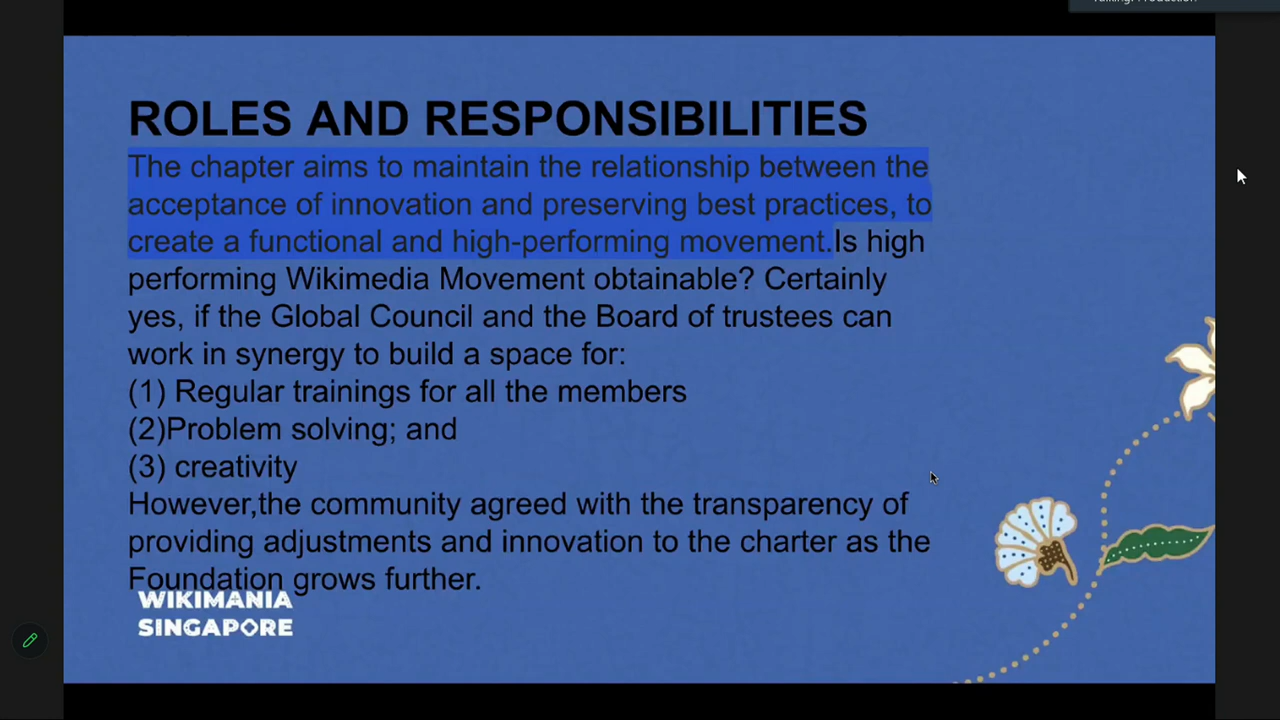 ROLES AND RESPONSIBILITIES
The chapter aims to maintain the relationship between the
acceptance of innovation and preserving best practices, to
create a functional and high-performing movement.Is high
performing Wikimedia Movement obtainable? Certainly
yes, if the Global Council and the Board of trustees can
work in synergy to build a space for:
(1) Regular trainings for all the members
(2)Problem solving; and
(3) creativity
However,the community agreed with the transparency of
providing adjustments and innovation to the charter as the
Foundation grows further.
WIKIMANIA
SINGAPORE